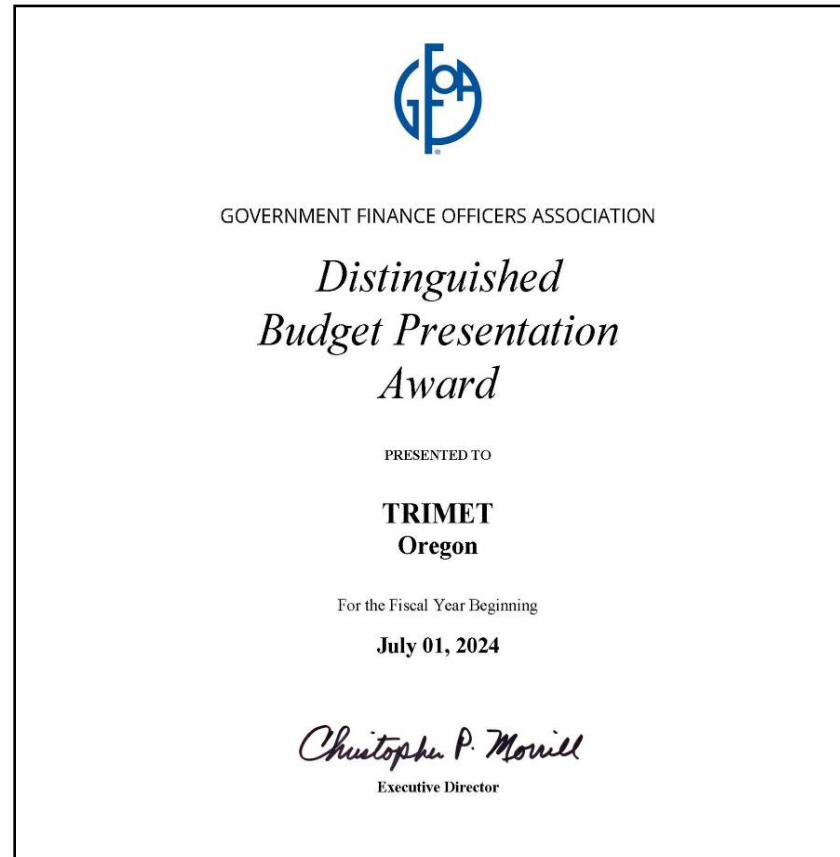 GFOA
GOVERNMENT FINANCE OFFICERS ASSOCIATION
Distinguished
Budget Presentation
Award
PRESENTED TO
TRIMET
Oregon
For the Fiscal Year Beginning
July 01, 2024
Christopher P. Morrill
Executive Director